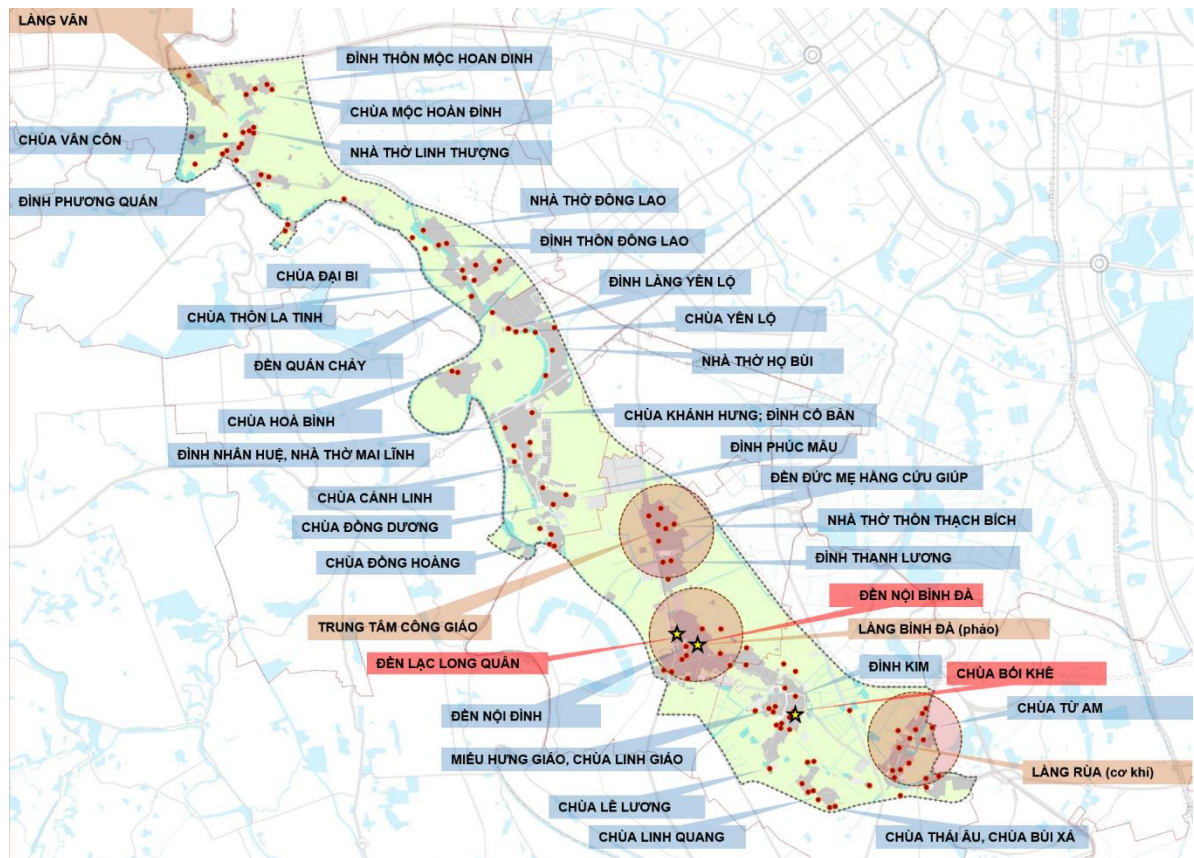 LÀNG VÂN
ĐÌNH THÔN MỘC HOAN DINH
CHÙA MỘC HOÀN ĐÌNH
CHÙA VÂN CÔN
NHÀ THỜ LINH THƯỢNG
ĐÌNH PHƯƠNG QUÁN
NHÀ THỜ ĐÔNG LAO
ĐÌNH THÔN ĐÔNG LAO
CHÙA ĐẠI BI
ĐÌNH LÀNG YÊN LỘ
CHÙA THÔN LA TINH
CHÙA YÊN LỘ
ĐỀN QUÁN CHẢY
NHÀ THỜ HỌ BÙI
CHÙA HOÀ BÌNH
CHÙA KHÁNH HƯNG; ĐÌNH CỔ BẢN
ĐÌNH NHÂN HUỆ, NHÀ THỜ MAI LĨNH
ĐÌNH PHÚC MẬU
ĐỀN ĐỨC MẸ HẰNG CỨU GIÚP
CHÙA CẢNH LINH
CHÙA ĐỒNG DƯƠNG
NHÀ THỜ THÔN THẠCH BÍCH
CHÙA ĐỒNG HOÀNG
ĐÌNH THANH LƯƠNG
ĐỀN NỘI BÌNH ĐÀ
TRUNG TÂM CÔNG GIÁO
LÀNG BÌNH ĐÀ (pháo)
ĐỀN LẠC LONG QUÂN
ĐÌNH KIM
CHÙA BỐI KHÊ
ĐỀN NỘI ĐÌNH
CHÙA TỪ AM
MIẾU HƯNG GIÁO, CHÙA LINH GIÁO
LÀNG RÙA (cơ khí)
CHÙA LÊ LƯƠNG
CHÙA LINH QUANG
CHÙA THÁI ÂU, CHÙA BÙI XÁ